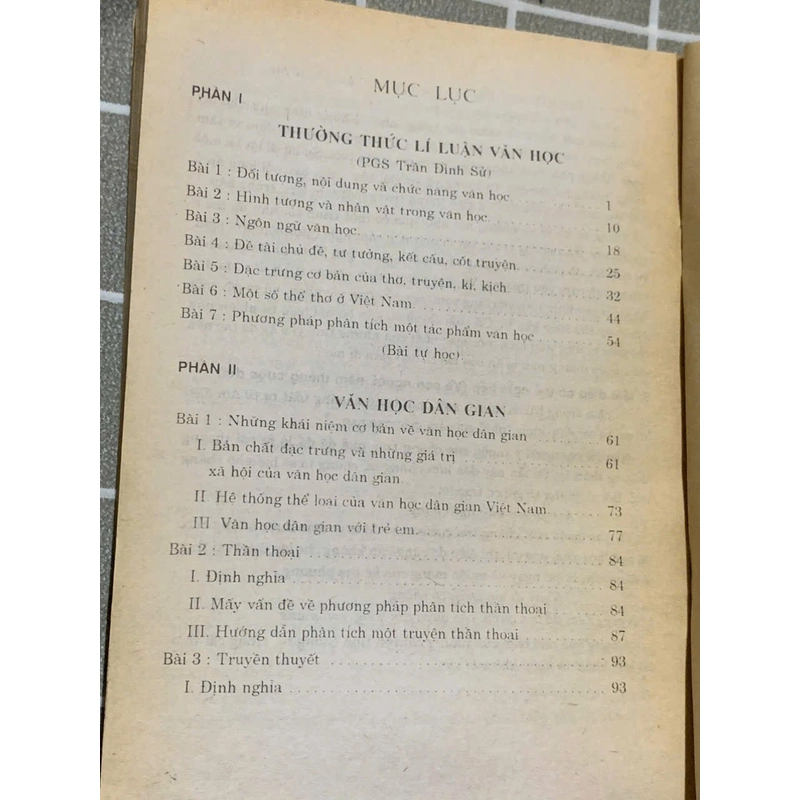 MỤC LỤC
PHẦN I
THƯỜNG THỨC LÍ LUẬN VĂN HỌC
(PGS Trần Đình Sử)
Bài 1 : Đối tượng, nội dung và chức năng văn học 1
Bài 2 : Hình tượng và nhân vật trong văn học. 10
Bài 3 : Ngôn ngữ văn học. 18
Bài 4 : Đề tài chủ đề, tư tưởng, kết cấu, cốt truyện. 25
Bài 5 : Đặc trưng cơ bản của thơ, truyện, kí, kịch. 32
Bài 6 : Một số thể thơ ở Việt Nam. 44
Bài 7 : Phương pháp phân tích một tác phẩm văn học 54
(Bài tự học)
PHẦN II
VĂN HỌC DÂN GIAN
Bài 1 : Những khái niệm cơ bản về văn học dân gian 61
I. Bản chất đặc trưng và những giá trị 61
xã hội của văn học dân gian.
II Hệ thống thể loại của văn học dân gian Việt Nam 73
III Văn học dân gian với trẻ em. 77
Bài 2 : Thần thoại 84
I. Định nghĩa 84
II. Mấy vấn đề về phương pháp phân tích thần thoại 84
III. Hướng dẫn phân tích một truyện thần thoại 87
Bài 3 : Truyền thuyết 93
I. Định nghĩa 93